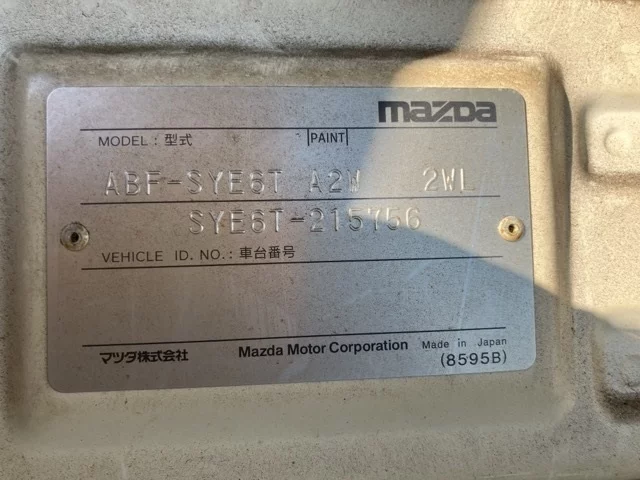 mazda
MODEL: 型式 PAINT
ABF-SYE6T A2W 2WL
SYE6T-215756
VEHICLE ID. NO.: 車台番号
マツダ株式会社 Mazda Motor Corporation Made in Japan
(8595B)